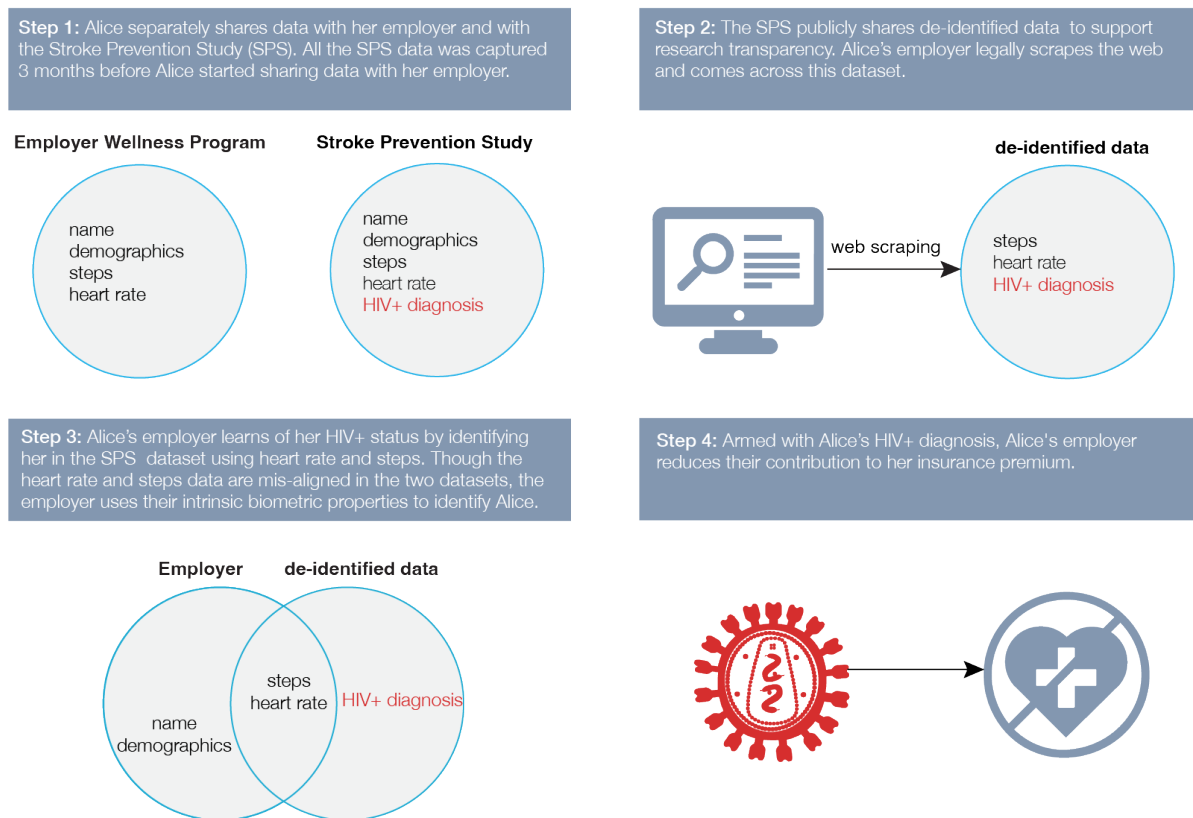 Step 1: Alice separately shares data with her employer and with
the Stroke Prevention Study (SPS). All the SPS data was captured
3 months before Alice started sharing data with her employer.
Employer Wellness Program
name
demographics
steps
heart rate
Stroke Prevention Study
name
demographics
steps
heart rate
HIV+ diagnosis
Step 2: The SPS publicly shares de-identified data to support
research transparency. Alice's employer legally scrapes the web
and comes across this dataset.
web scraping
de-identified data
steps
heart rate
HIV+ diagnosis
Step 3: Alice's employer learns of her HIV+ status by identifying
her in the SPS dataset using heart rate and steps. Though the
heart rate and steps data are mis-aligned in the two datasets, the
employer uses their intrinsic biometric properties to identify Alice.
Employer
de-identified data
name
demographics
steps
heart rate
HIV+ diagnosis
Step 4: Armed with Alice's HIV+ diagnosis, Alice's employer
reduces their contribution to her insurance premium.